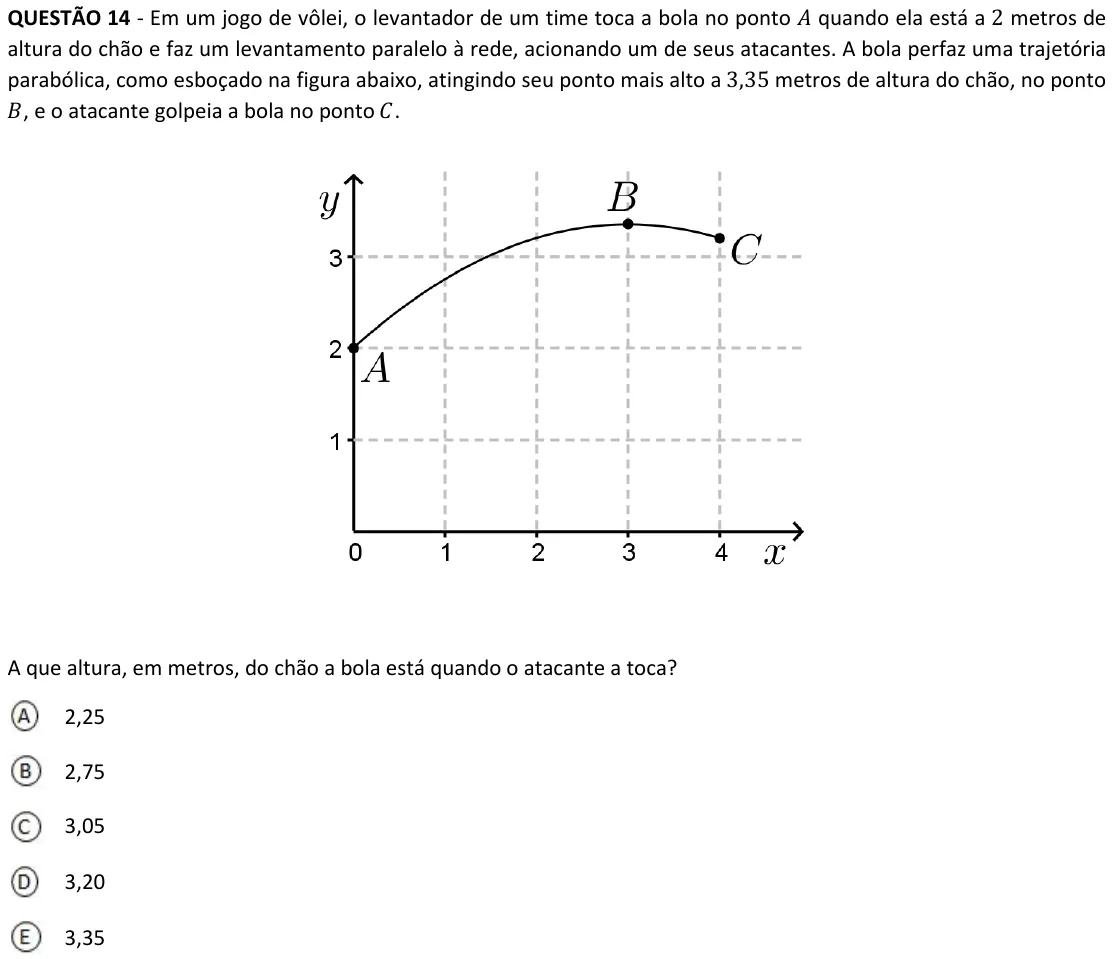 QUESTÃO 14 - Em um jogo de vôlei, o levantador de um time toca a bola no ponto A quando ela está a 2 metros de
altura do chão e faz um levantamento paralelo à rede, acionando um de seus atacantes. A bola perfaz uma trajetória
parabólica, como esboçado na figura abaixo, atingindo seu ponto mais alto a 3,35 metros de altura do chão, no ponto
B, e o atacante golpeia a bola no ponto C.
y
B
3
C
2
A
1
0 1 2 3 4 x
A que altura, em metros, do chão a bola está quando o atacante a toca?
A 2,25
B 2,75
C 3,05
D 3,20
E 3,35